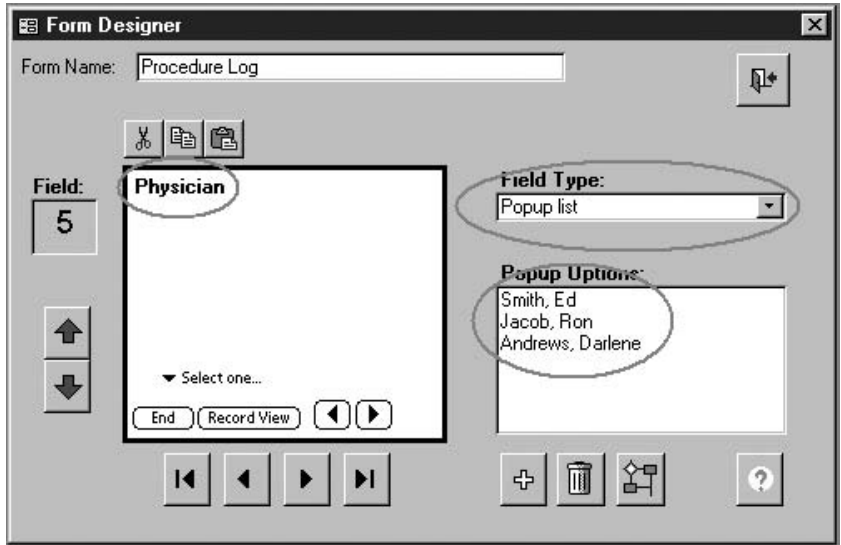 Form Designer
Form Name: Procedure Log
Field:
5
Physician
Select one...
End Record View
Field Type:
Popup list
Popup Options:
Smith, Ed
Jacob, Ron
Andrews, Darlene
?